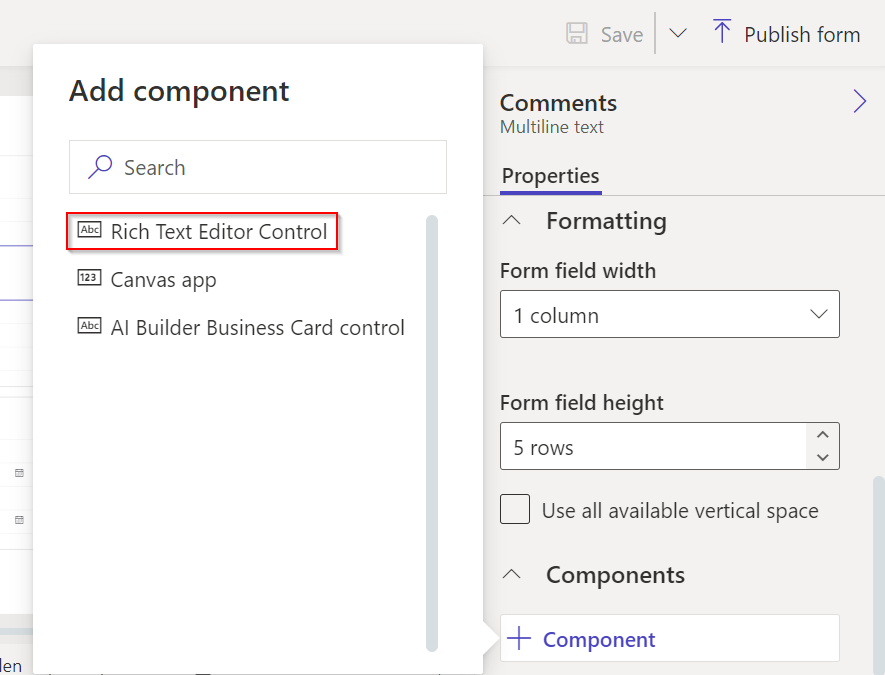 Save
Publish form
Add component
Search
Abc Rich Text Editor Control
123 Canvas app
Abc AI Builder Business Card control
Comments
Multiline text
Properties
Formatting
Form field width
1 column
Form field height
5 rows
Use all available vertical space
Components
Component